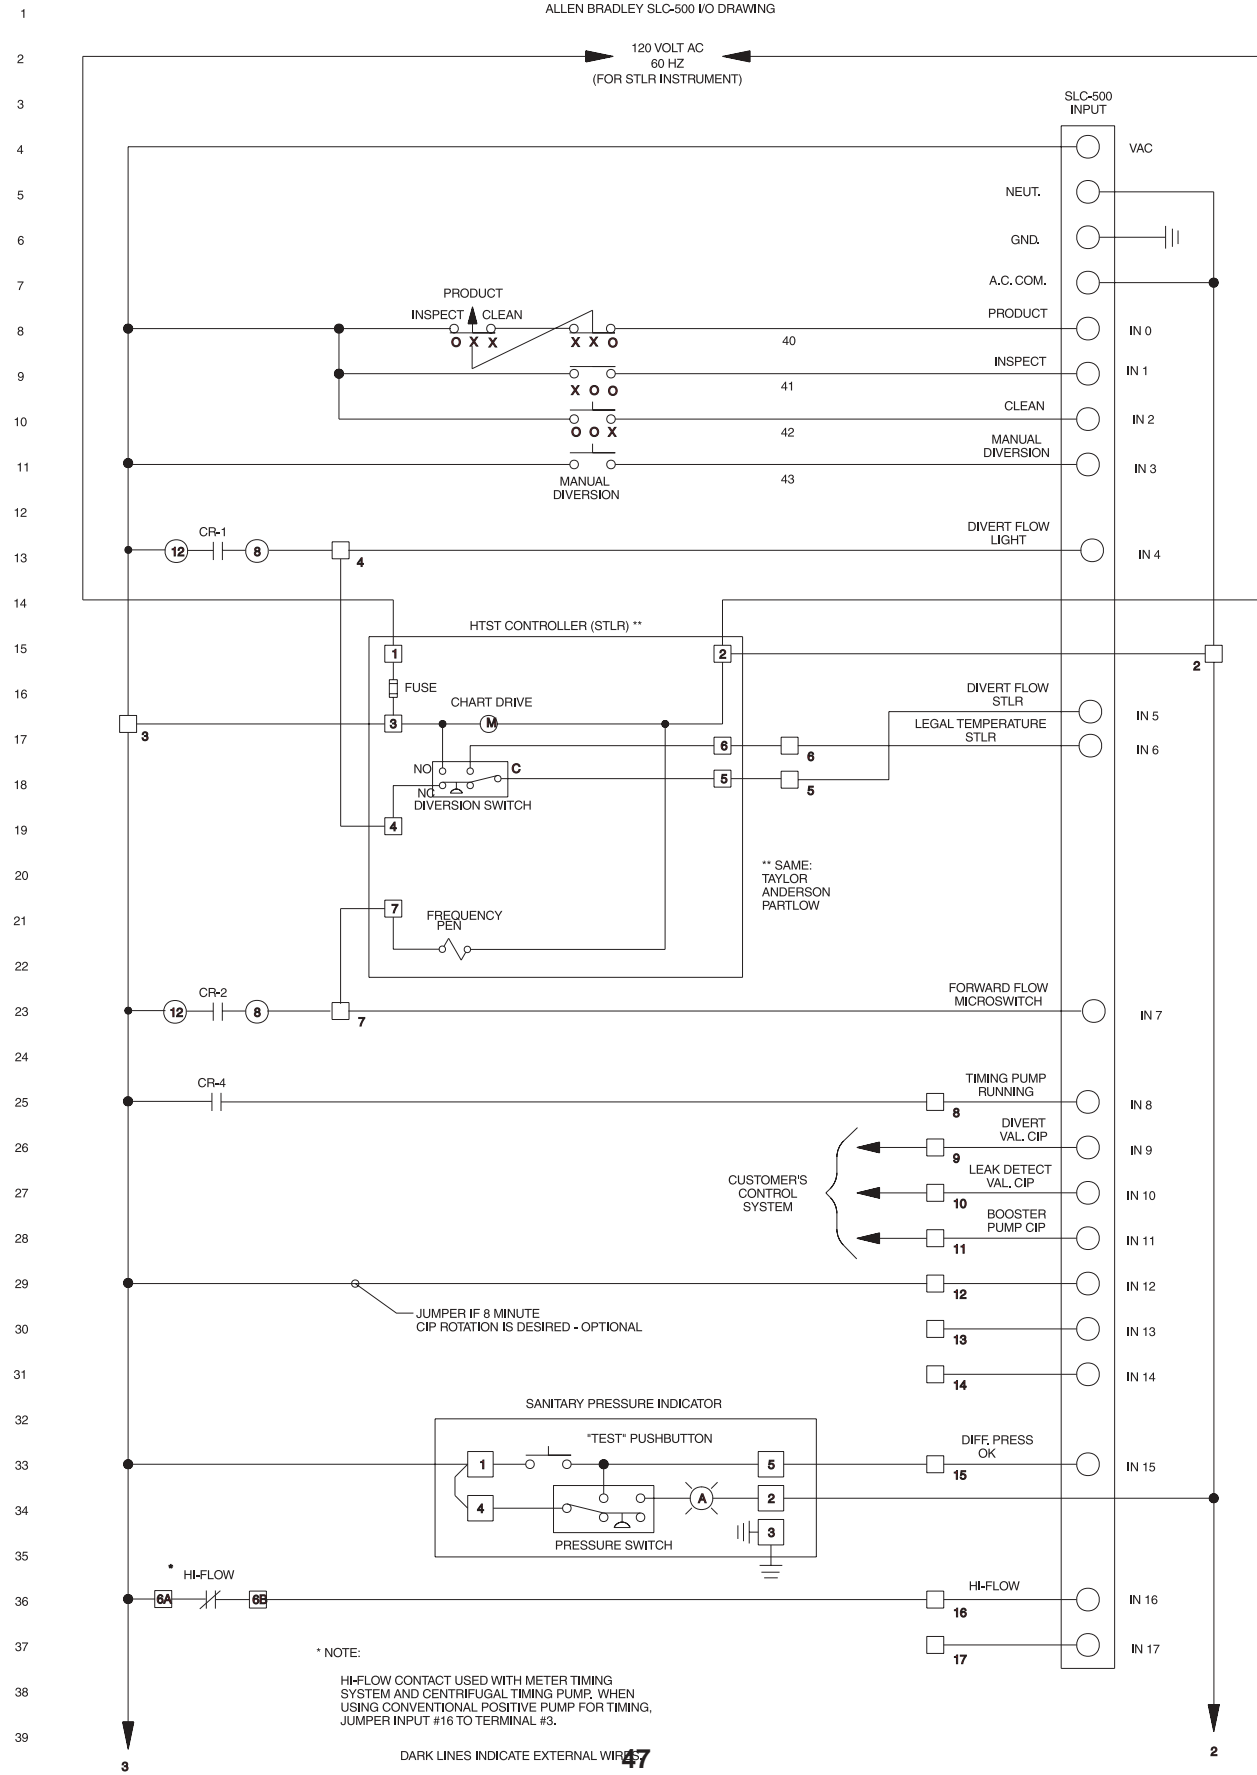 ALLEN BRADLEY SLC-500 I/O DRAWING
1
2
120 VOLT AC
60 HZ
(FOR STLR INSTRUMENT)
3
SLC-500
INPUT
4
VAC
5
NEUT.
6
GND.
7
A.C. COM.
PRODUCT
INSPECT
CLEAN
PRODUCT
8
IN 0
O X X
X X O
40
9
INSPECT
IN 1
X O O
41
10
CLEAN
IN 2
O O X
42
11
MANUAL
DIVERSION
IN 3
MANUAL
DIVERSION
43
12
CR-1
DIVERT FLOW
LIGHT
13
12
8
4
IN 4
14
HTST CONTROLLER (STLR) **
15
1
2
2
16
FUSE
CHART DRIVE
DIVERT FLOW
STLR
IN 5
3
3
M
LEGAL TEMPERATURE
STLR
17
6
6
IN 6
NO
C
18
NC
5
5
DIVERSION SWITCH
19
4
20
** SAME:
TAYLOR
ANDERSON
PARTLOW
21
7
FREQUENCY
PEN
22
CR-2
FORWARD FLOW
MICROSWITCH
23
12
8
7
IN 7
24
CR-4
TIMING PUMP
RUNNING
25
8
IN 8
26
DIVERT
VAL. CIP
9
IN 9
CUSTOMER'S
CONTROL
SYSTEM
27
LEAK DETECT
VAL. CIP
10
IN 10
28
BOOSTER
PUMP CIP
11
IN 11
29
12
IN 12
JUMPER IF 8 MINUTE
CIP ROTATION IS DESIRED - OPTIONAL
30
13
IN 13
31
14
IN 14
32
SANITARY PRESSURE INDICATOR
"TEST" PUSHBUTTON
33
1
5
DIFF. PRESS
OK
15
IN 15
34
4
A
2
3
35
PRESSURE SWITCH
*
HI-FLOW
36
6A
6B
HI-FLOW
16
IN 16
37
17
IN 17
* NOTE:
38
HI-FLOW CONTACT USED WITH METER TIMING
SYSTEM AND CENTRIFUGAL TIMING PUMP. WHEN
USING CONVENTIONAL POSITIVE PUMP FOR TIMING,
JUMPER INPUT #16 TO TERMINAL #3.
39
3
2
DARK LINES INDICATE EXTERNAL WIRES.
47